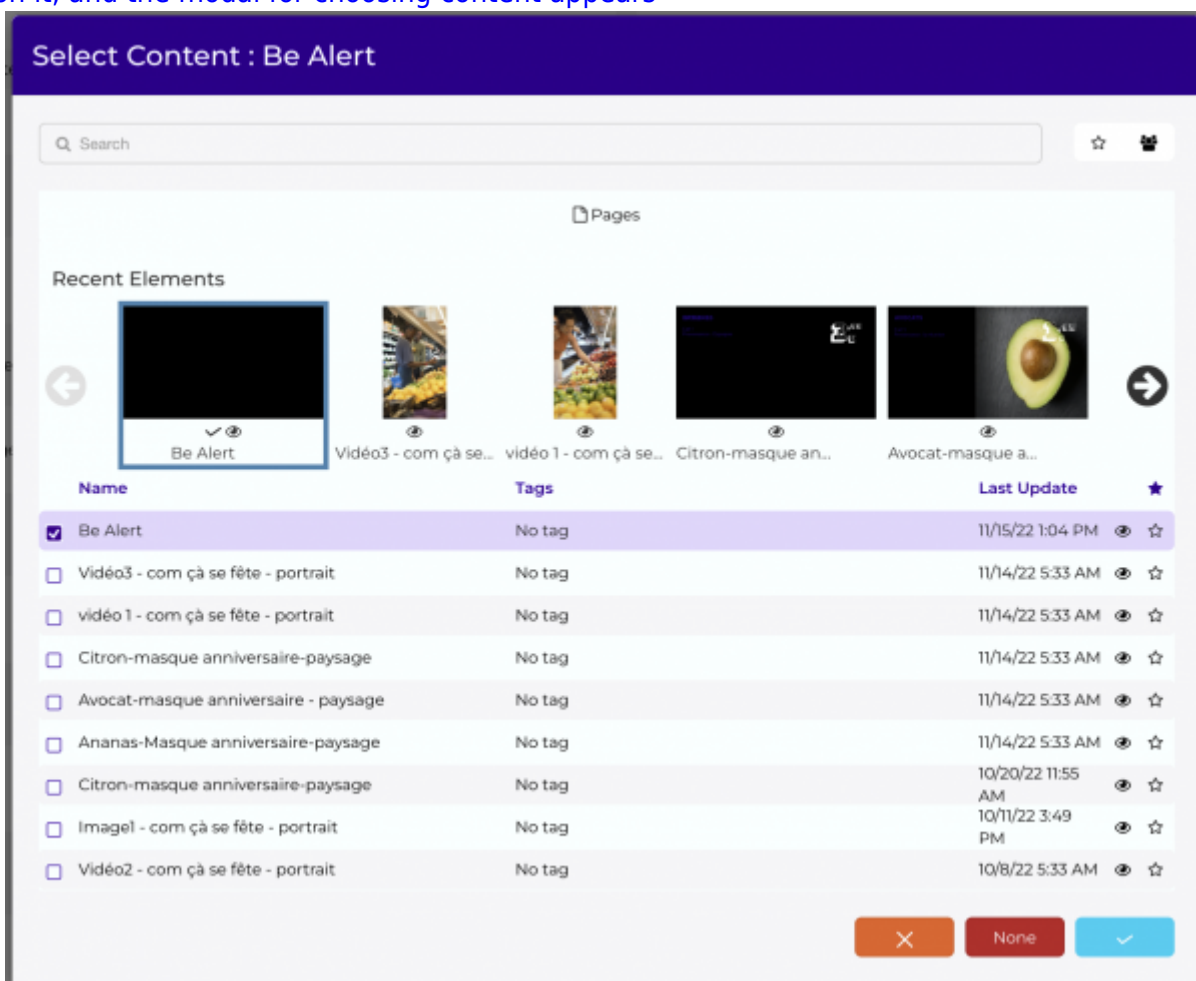 on it, and the modal for choosing content appears
Select Content : Be Alert
Search
Pages
Recent Elements
Be Alert
Vidéo3 - com çà se...
vidéo 1 - com çà se...
Citron-masque an...
Avocat-masque a...
Name Tags Last Update
Be Alert No tag 11/15/22 1:04 PM
Vidéo3 - com çà se fête - portrait No tag 11/14/22 5:33 AM
vidéo 1 - com çà se fête - portrait No tag 11/14/22 5:33 AM
Citron-masque anniversaire-paysage No tag 11/14/22 5:33 AM
Avocat-masque anniversaire - paysage No tag 11/14/22 5:33 AM
Ananas-Masque anniversaire-paysage No tag 11/14/22 5:33 AM
Citron-masque anniversaire-paysage No tag 10/20/22 11:55
AM
Image1 - com çà se fête - portrait No tag 10/11/22 3:49
PM
Vidéo2 - com çà se fête - portrait No tag 10/8/22 5:33 AM
None